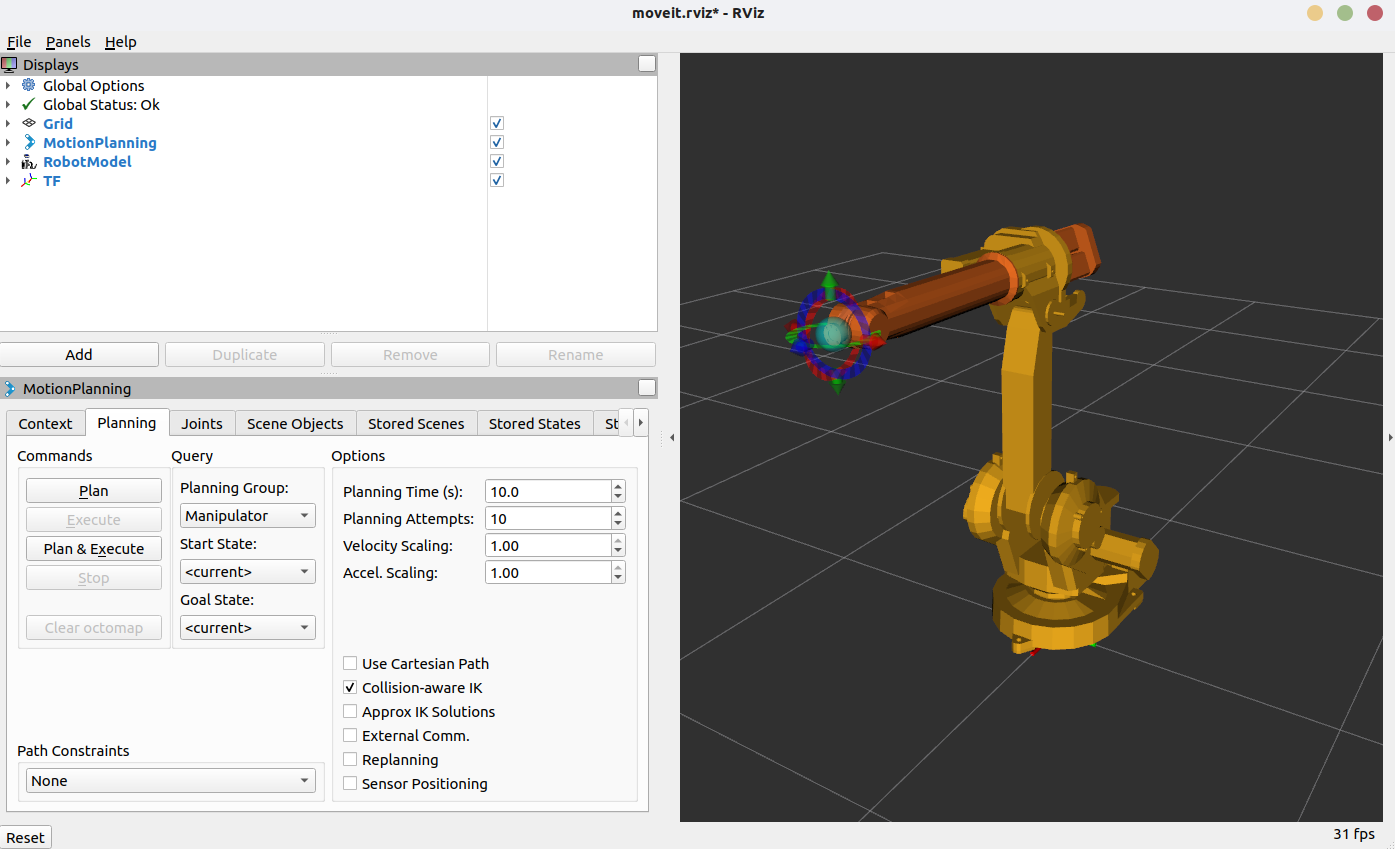 moveit.rviz* - RViz
File Panels Help
Displays
Global Options
Global Status: Ok
Grid
MotionPlanning
RobotModel
TF
Add Duplicate Remove Rename
MotionPlanning
Context Planning Joints Scene Objects Stored Scenes Stored States St
Commands Query Options
Plan
Execute
Plan & Execute
Stop
Clear octomap
Planning Group:
Manipulator
Start State:
<current>
Goal State:
<current>
Planning Time (s): 10.0
Planning Attempts: 10
Velocity Scaling: 1.00
Accel. Scaling: 1.00
Use Cartesian Path
Collision-aware IK
Approx IK Solutions
External Comm.
Replanning
Sensor Positioning
Path Constraints
None
Reset
31 fps